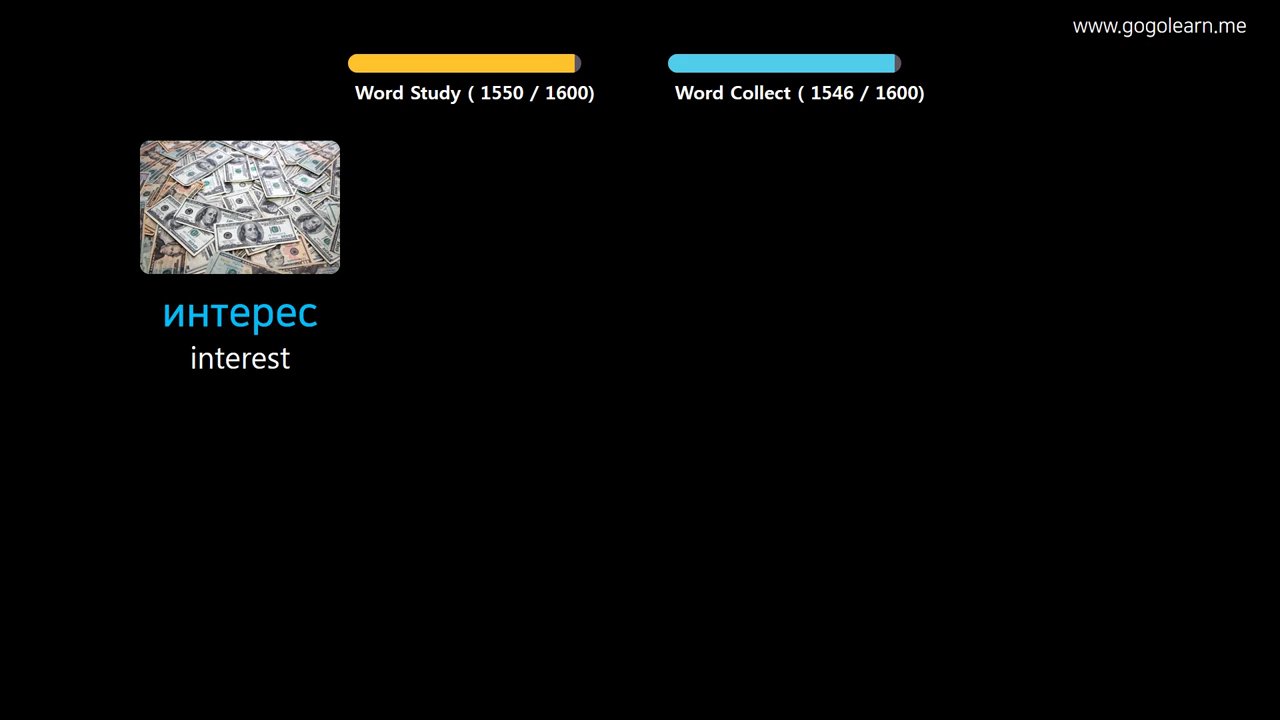 www.gogolearn.me
Word Study ( 1550 / 1600)
Word Collect ( 1546 / 1600)
интерес
interest